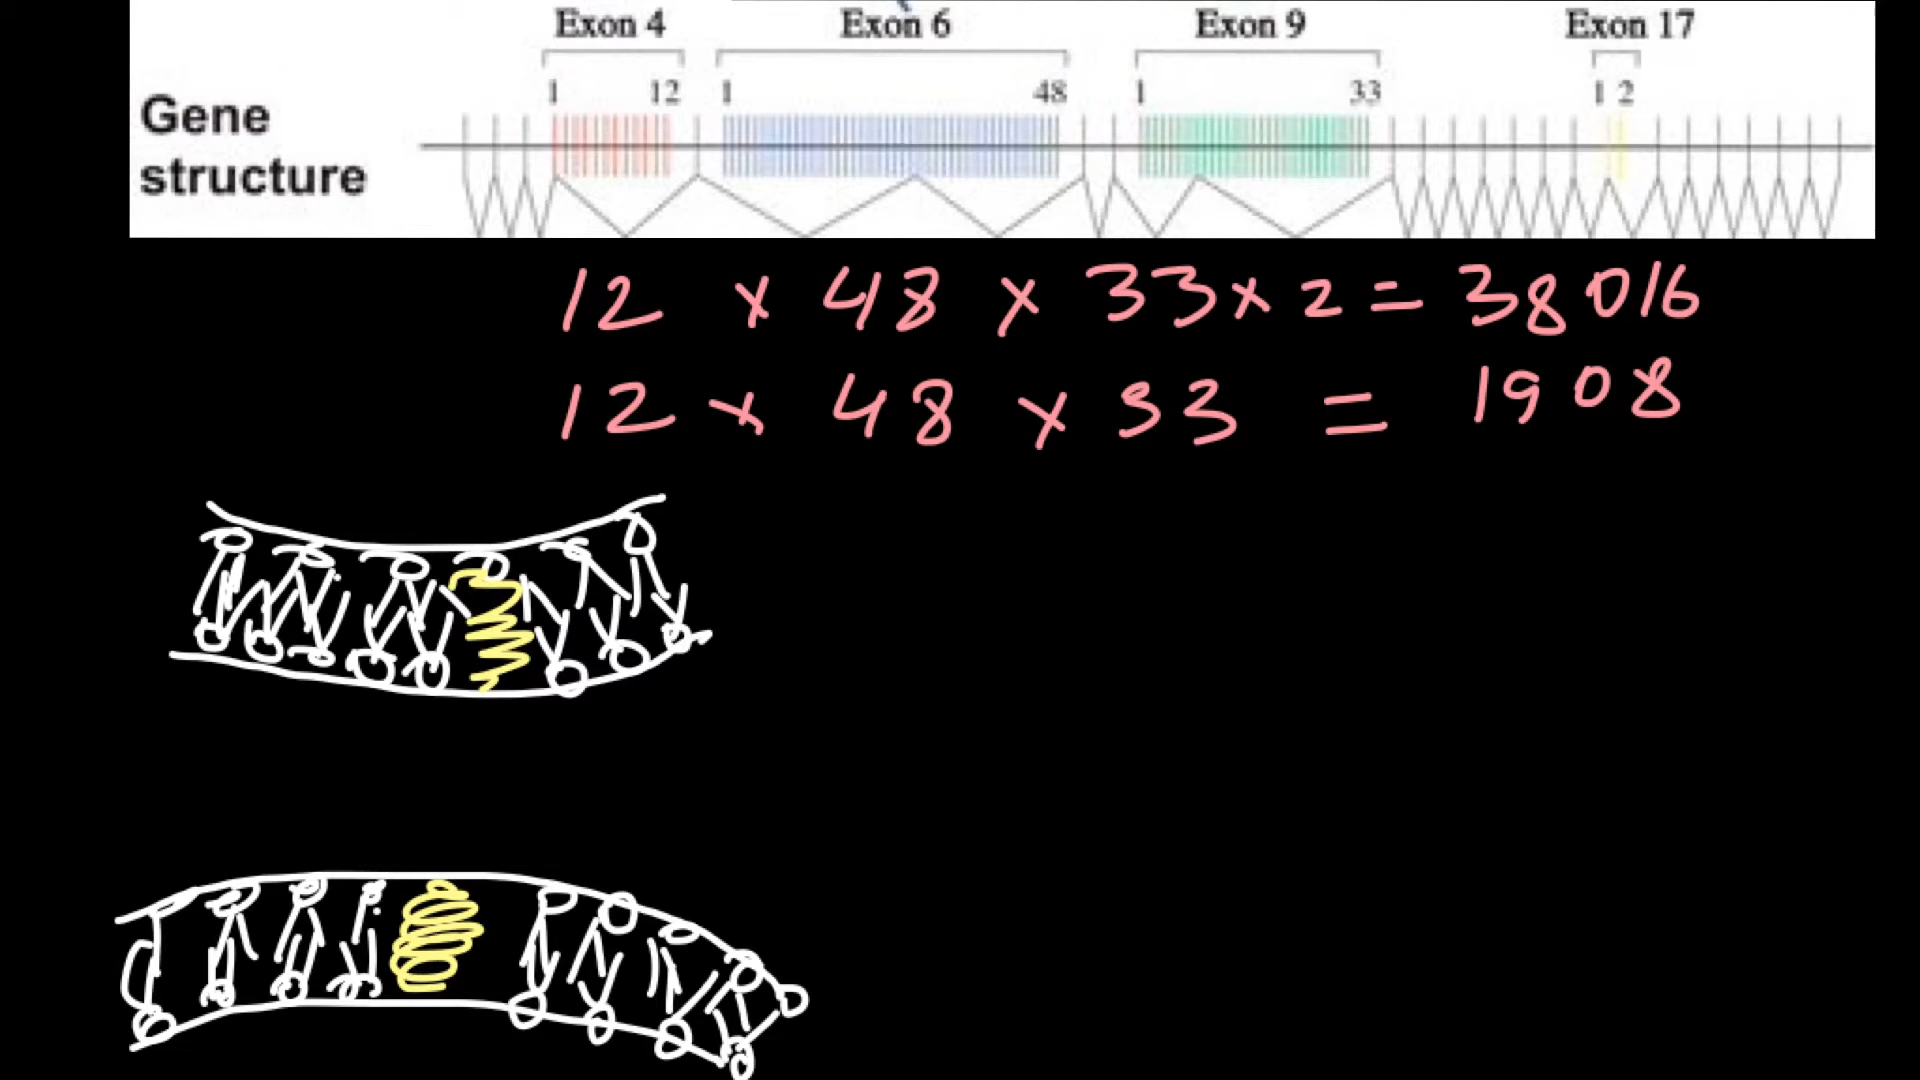 Exon 4 Exon 6 Exon 9 Exon 17
1 12 1 48 1 33 1 2
Gene
structure
12 x 48 x 33 x 2 = 38016
12 x 48 x 33 = 1908